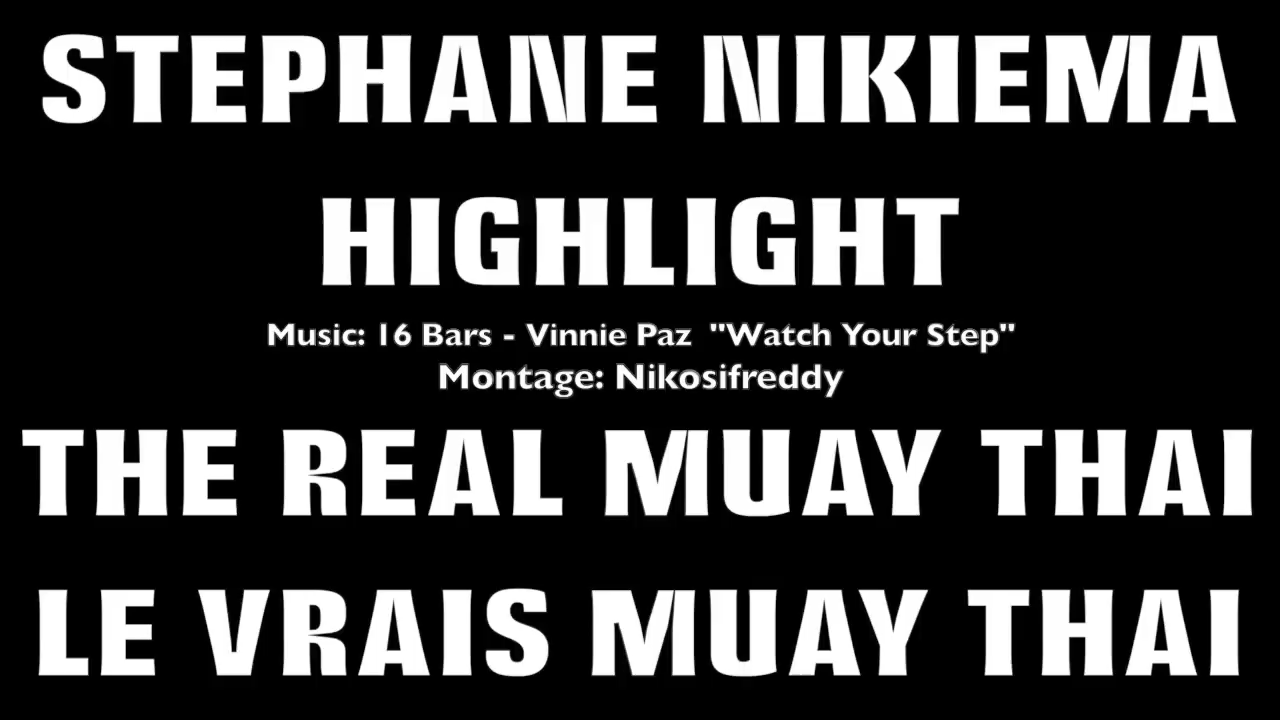 STEPHANE NIKIEMA
HIGHLIGHT
Music: 16 Bars - Vinnie Paz "Watch Your Step"
Montage: Nikosifreddy
THE REAL MUAY THAI
LE VRAIS MUAY THAI